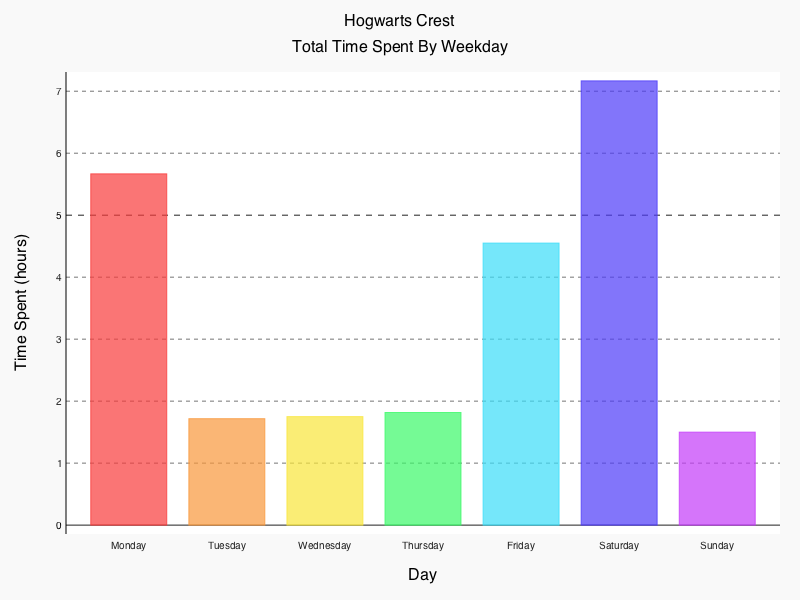 Hogwarts Crest
Total Time Spent By Weekday
Time Spent (hours)
7
6
5
4
3
2
1
0
Monday Tuesday Wednesday Thursday Friday Saturday Sunday
Day